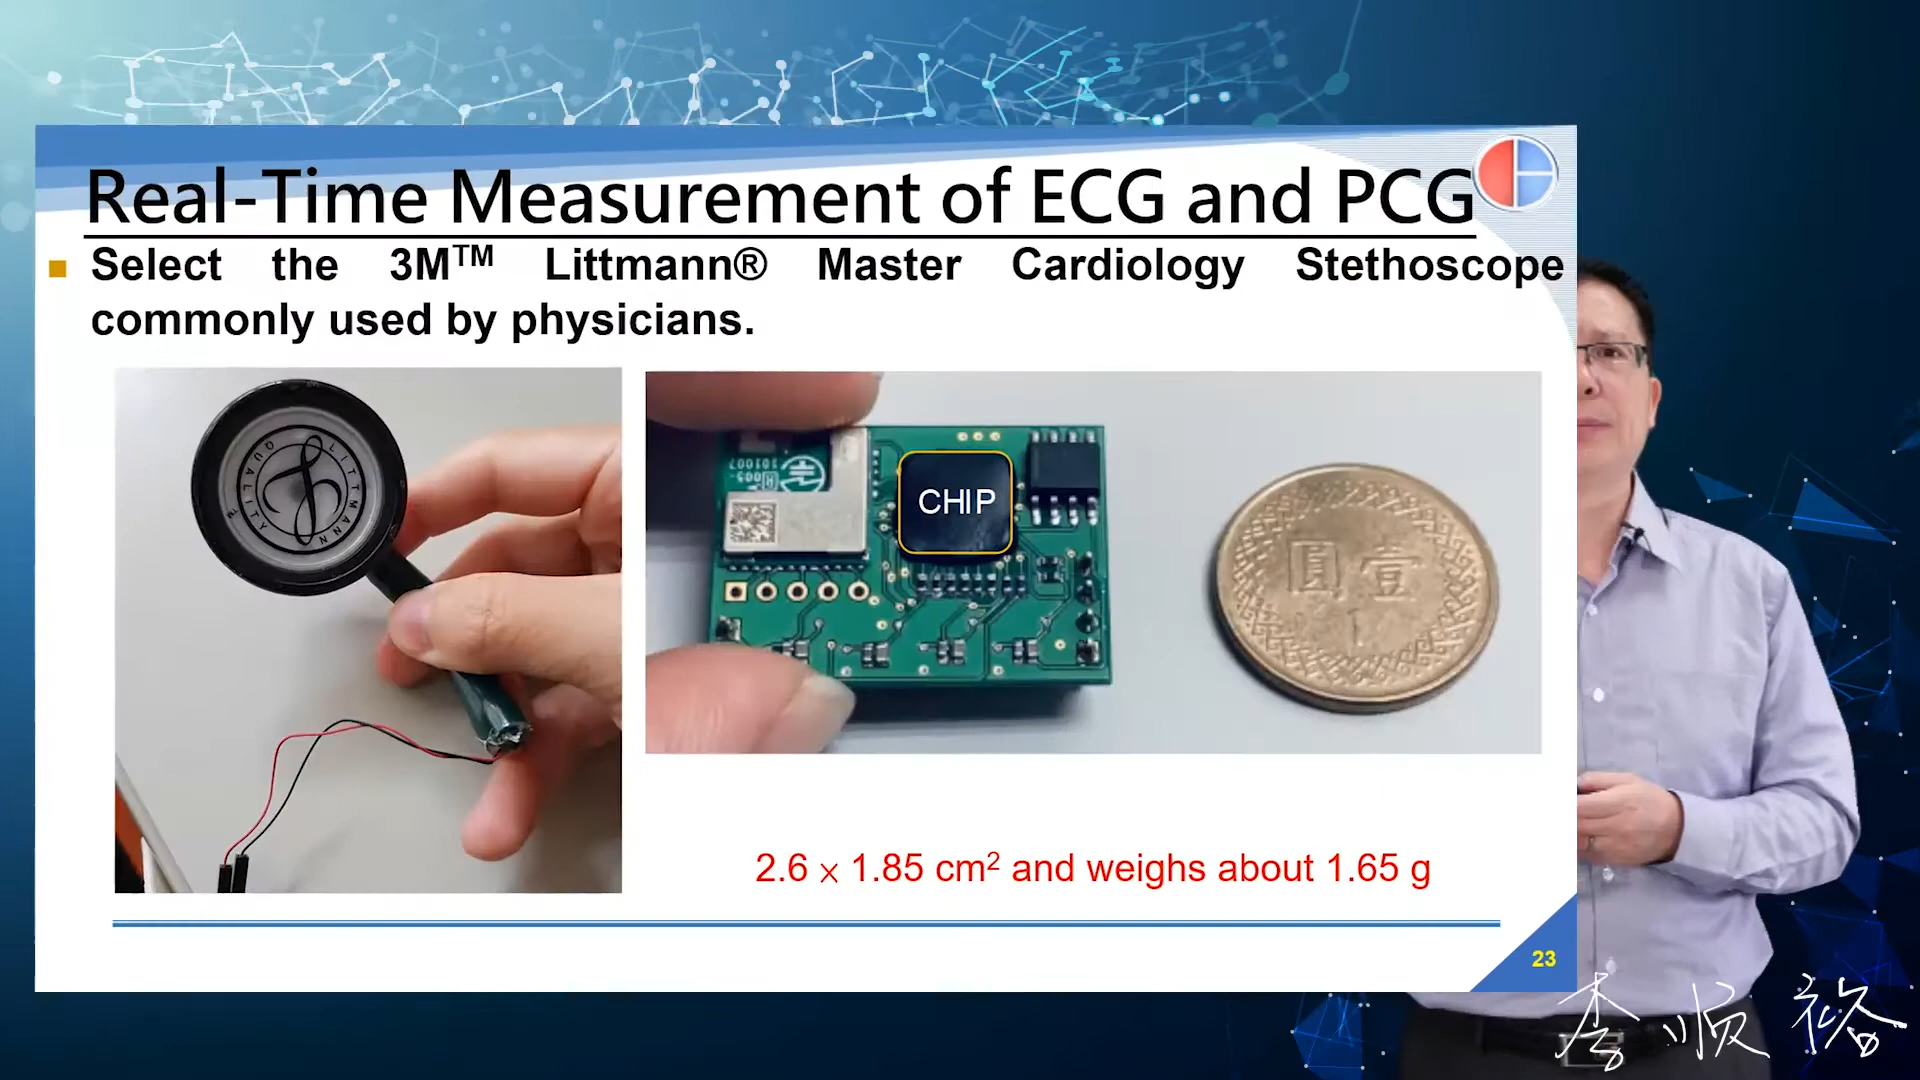 Real-Time Measurement of ECG and PCG
Select the 3M™ Littmann® Master Cardiology Stethoscope
commonly used by physicians.
LITTMANN QUALITY ™
CHIP
圓壹
2.6 × 1.85 cm² and weighs about 1.65 g
23
李順裕